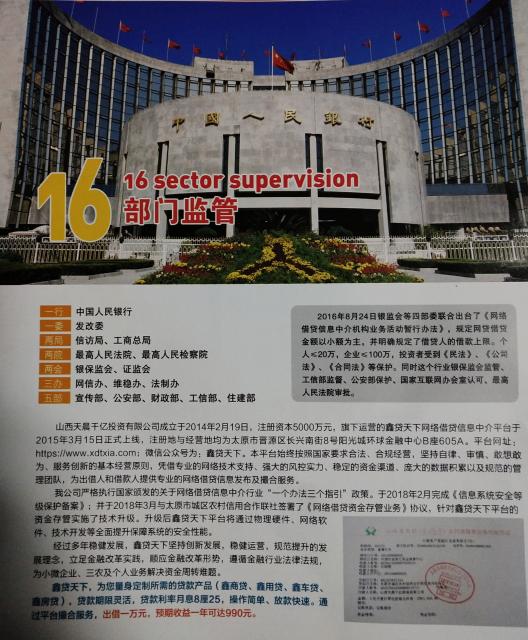 中国人民银行
16
16 sector supervision
部门监管
一行 中国人民银行
一委 发改委
两局 信访局、工商总局
两院 最高人民法院、最高人民检察院
两会 银保监会、证监会
三办 网信办、维稳办、法制办
五部 宣传部、公安部、财政部、工信部、住建部
2016年8月24日银监会等四部委联合出台了《网络
借贷信息中介机构业务活动暂行办法》，规定网贷借贷
金额以小额为主，并明确规定了借贷人的借款上限。个
人≤20万，企业≤100万，投资者受到《民法》、《公司
法》、《合同法》等保护。同时这个行业银保监会监管、
工信部监督、公安部保护、国家互联网办会室认可、最高
人民法院审批。
山西天晨千亿投资有限公司成立于2014年2月19日，注册资本5000万元，旗下运营的鑫贷天下网络借贷信息中介平台于
2015年3月15日正式上线，注册地与经营地均为太原市晋源区长兴南街8号阳光城环球金融中心B座605A。平台网址：
https://www.xdtxia.com；微信公众号为：鑫贷天下。本平台始终按照国家要求合法、合规经营，坚持自律、审慎、敢想敢
为、服务创新的基本经营原则，凭借专业的网络技术支持、强大的风控实力、稳定的资金渠道、庞大的数据积累以及规范的管
理团队，为出借人和借款人提供专业的网络借贷信息发布及撮合服务。
我公司严格执行国家颁发的关于网络借贷信息中介行业“一个办法三个指引”政策。于2018年2月完成《信息系统安全等
级保护备案》；并于2018年3月与太原市城区农村信用合作联社签署了《网络借贷资金存管业务》协议，针对鑫贷天下平台的
资金存管实施了技术升级。升级后鑫贷天下平台将通过物理硬件、网络软
件、技术开发等全面提升保障系统的安全性能。
经过多年稳健发展，鑫贷天下坚持创新发展，稳健运营、规范提升的发
展理念，立足金融改革实践，顺应金融改革形势，遵循金融行业法律法规，
为小微企业、三农及个人业务解决资金周转难题。
鑫贷天下，为您量身定制所需的贷款产品（鑫商贷、鑫用贷、鑫车贷、
鑫房贷），贷款期限灵活，贷款利率月息8厘25，操作简单、放款快速。通
过平台撮合服务，出借一万元，预期收益一年可达990元。